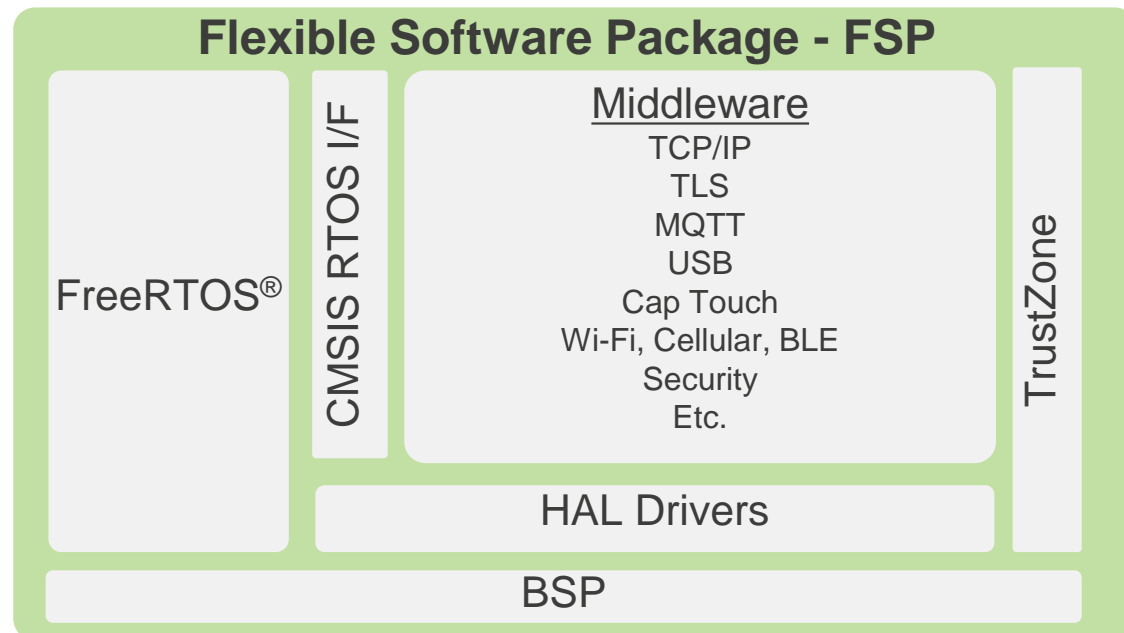 Flexible Software Package - FSP
FreeRTOS®
CMSIS RTOS I/F
Middleware
TCP/IP
TLS
MQTT
USB
Cap Touch
Wi-Fi, Cellular, BLE
Security
Etc.
TrustZone
HAL Drivers
BSP